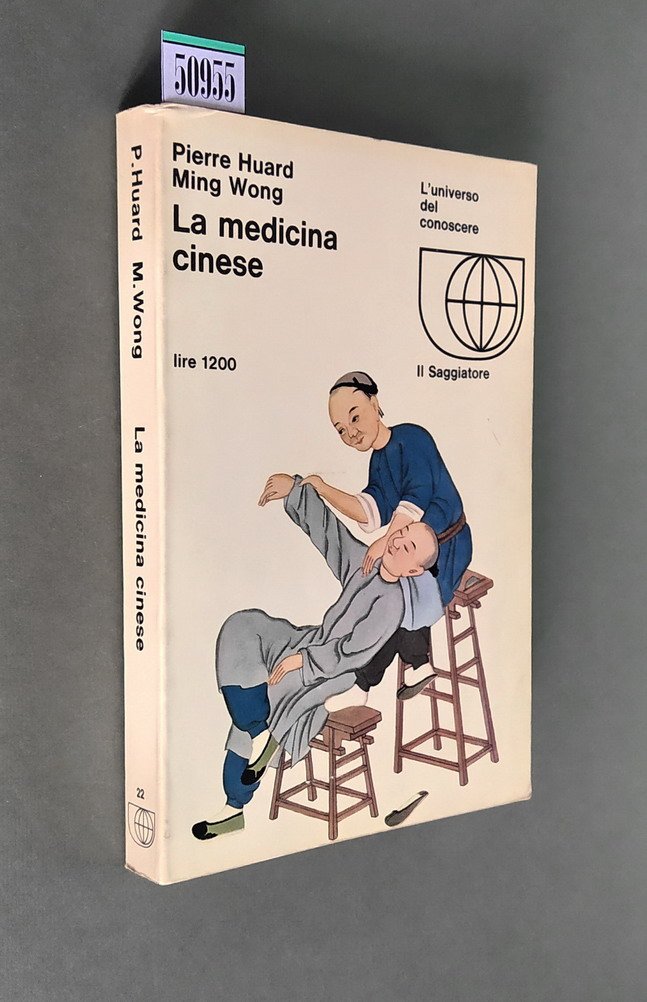 50955
Pierre Huard
Ming Wong
La medicina
cinese
lire 1200
L'universo
del
conoscere
Il Saggiatore
P. Huard M. Wong La medicina cinese
22